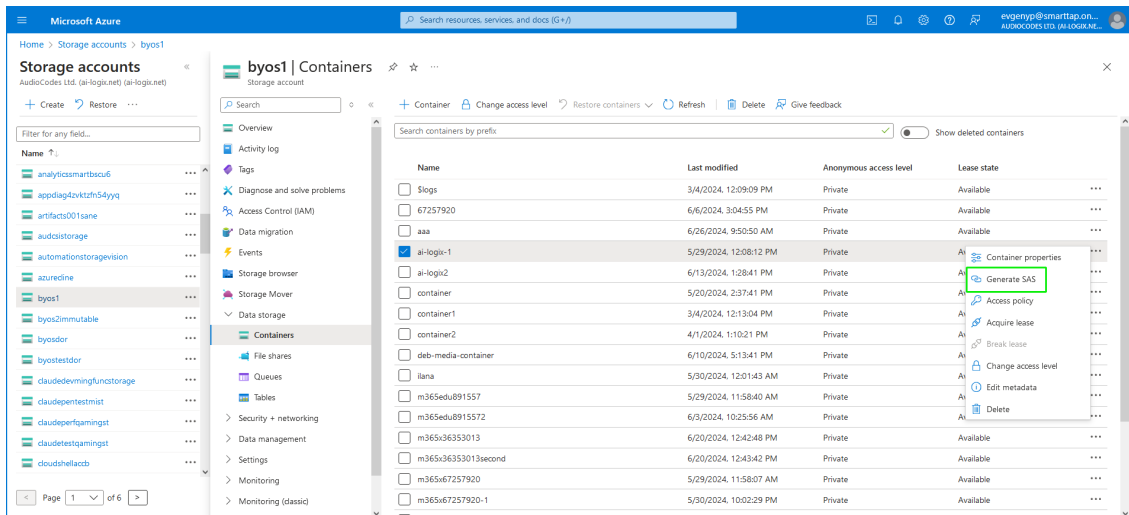 Microsoft Azure
Search resources, services, and docs (G+/)
evgenyp@smarttap.on...
AUDIOCODES LTD. (AI-LOGIX.NE...
Home > Storage accounts > byos1
Storage accounts
AudioCodes Ltd. (ai-logix.net) (ai-logix.net)
+ Create Restore ...
Filter for any field...
Name ↑↓
analyticssmartbscu6 ...
appdiag4zvktzfn54yyq ...
artifacts001sane ...
audcsistorage ...
automationstoragevision ...
azuredine ...
byos1 ...
byos2immutable ...
byosdor ...
byostestdor ...
claudedevmingfuncstorage ...
claudepentestmist ...
claudeperfqamingst ...
claudetestqamingst ...
cloudshellaccb ...
< Page 1 of 6 >
byos1 | Containers ...
Storage account
Search
Overview
Activity log
Tags
Diagnose and solve problems
Access Control (IAM)
Data migration
Events
Storage browser
Storage Mover
Data storage
Containers
File shares
Queues
Tables
Security + networking
Data management
Settings
Monitoring
Monitoring (classic)
+ Container Change access level Restore containers Refresh Delete Give feedback
Search containers by prefix
Show deleted containers
Name Last modified Anonymous access level Lease state
$logs 3/4/2024, 12:09:09 PM Private Available ...
67257920 6/6/2024, 3:04:55 PM Private Available ...
aaa 6/26/2024, 9:50:50 AM Private Available ...
ai-logix-1 5/29/2024, 12:08:12 PM Private ...
ai-logix2 6/13/2024, 1:28:41 PM Private
container 5/20/2024, 2:37:41 PM Private
container1 3/4/2024, 12:13:04 PM Private
container2 4/1/2024, 1:10:21 PM Private
deb-media-container 6/10/2024, 5:13:41 PM Private
ilana 5/30/2024, 12:01:43 AM Private
m365edu891557 5/29/2024, 11:58:40 AM Private
m365edu8915572 6/3/2024, 10:25:56 AM Private
m365x36353013 6/20/2024, 12:42:48 PM Private Available ...
m365x36353013second 6/20/2024, 12:43:42 PM Private Available ...
m365x67257920 5/29/2024, 11:58:07 AM Private Available ...
m365x67257920-1 5/30/2024, 10:02:29 PM Private Available ...
Container properties
Generate SAS
Access policy
Acquire lease
Break lease
Change access level
Edit metadata
Delete